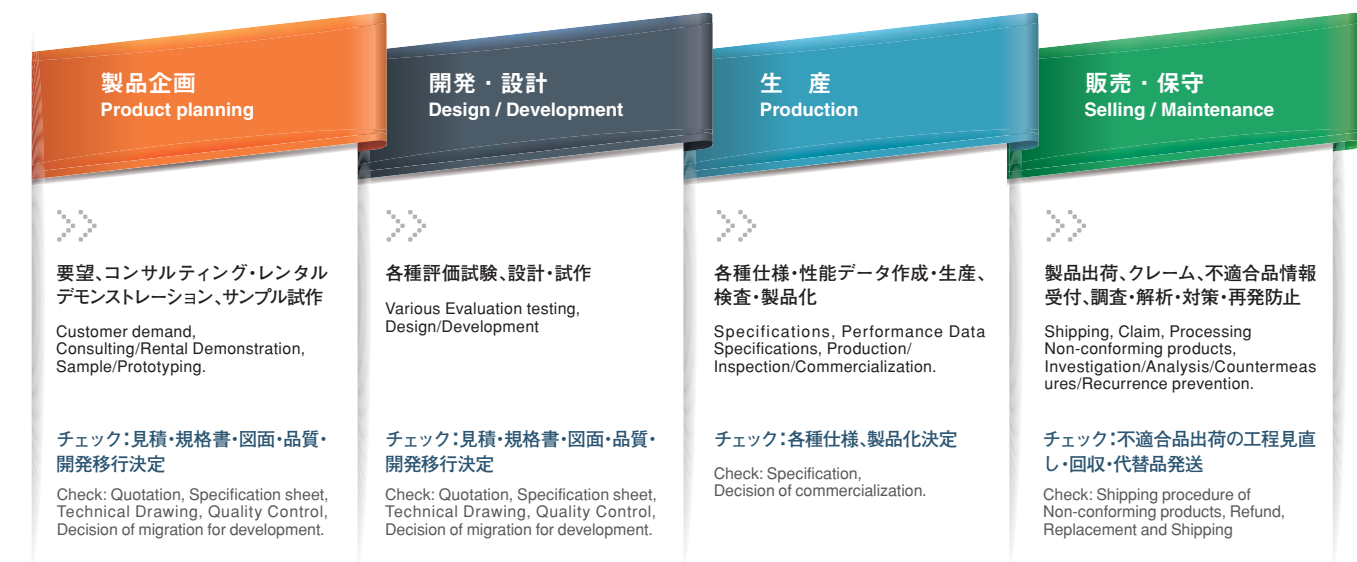 製品企画
Product planning
要望、コンサルティング・レンタル
デモンストレーション、サンプル試作
Customer demand,
Consulting/Rental Demonstration,
Sample/Prototyping.
チェック：見積・規格書・図面・品質・
開発移行決定
Check: Quotation, Specification sheet,
Technical Drawing, Quality Control,
Decision of migration for development.
開発・設計
Design / Development
各種評価試験、設計・試作
Various Evaluation testing,
Design/Development
チェック：見積・規格書・図面・品質・
開発移行決定
Check: Quotation, Specification sheet,
Technical Drawing, Quality Control,
Decision of migration for development.
生　産
Production
各種仕様・性能データ作成・生産、
検査・製品化
Specifications, Performance Data
Specifications, Production/
Inspection/Commercialization.
チェック：各種仕様、製品化決定
Check: Specification,
Decision of commercialization.
販売・保守
Selling / Maintenance
製品出荷、クレーム、不適合品情報
受付、調査・解析・対策・再発防止
Shipping, Claim, Processing
Non-conforming products,
Investigation/Analysis/Countermeas
ures/Recurrence prevention.
チェック：不適合品出荷の工程見直
し・回収・代替品発送
Check: Shipping procedure of
Non-conforming products, Refund,
Replacement and Shipping